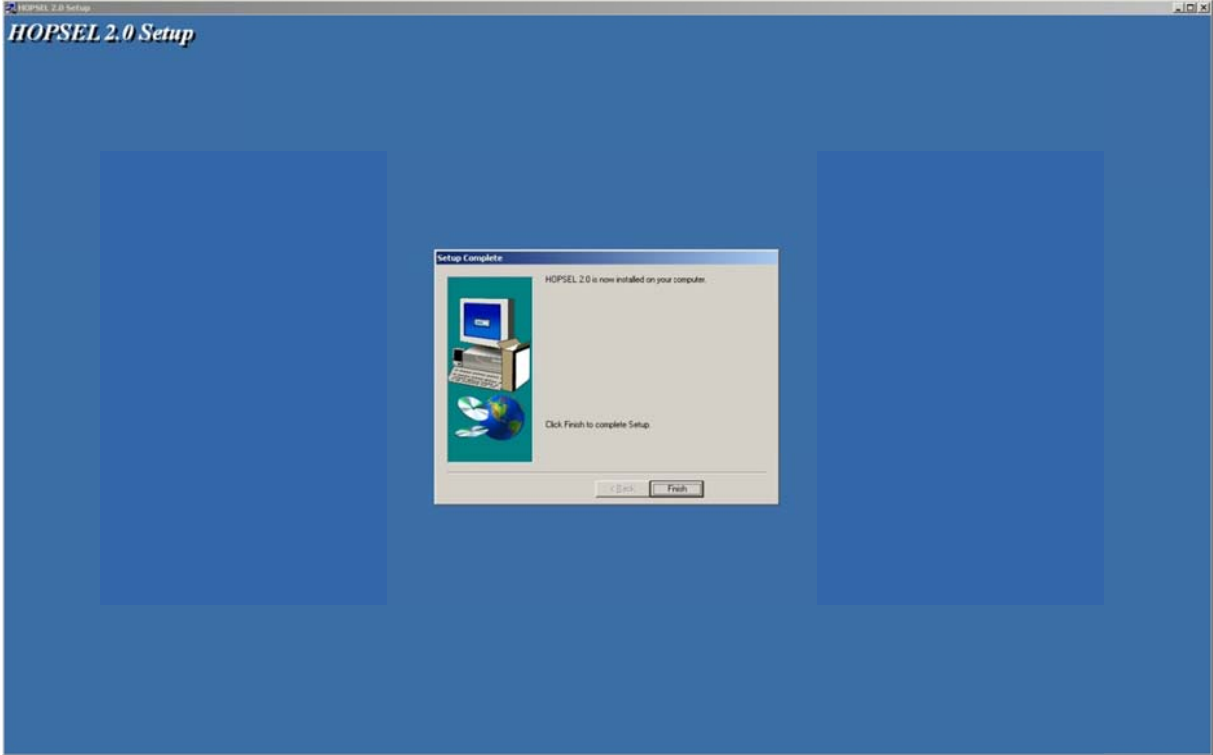 HOPSEL 2.0 Setup
HOPSEL 2.0 Setup
Setup Complete
HOPSEL 2.0 is now installed on your computer.
Click Finish to complete Setup.
< Back
Finish